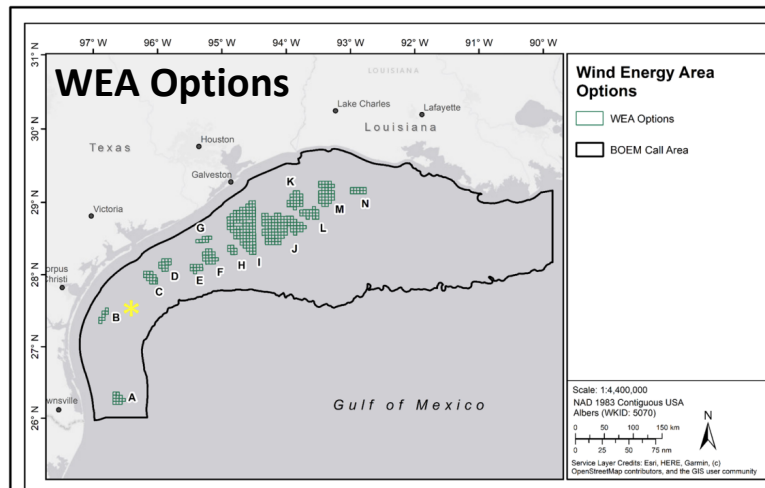 97° W 96° W 95° W 94° W 93° W 92° W 91° W 90° W
31° N
30° N
29° N
28° N
27° N
26° N
WEA Options
LOUISIANA
Lake Charles
Lafayette
Louisiana
Houston
Texas
Galveston
Victoria
orpus
Christi
wnsville
K
M
N
L
G
J
I
H
F
E
D
C
B
A
Gulf of Mexico
Wind Energy Area
Options
WEA Options
BOEM Call Area
Scale: 1:4,400,000
NAD 1983 Contiguous USA
Albers (WKID: 5070)
N
0 50 100 150 km
0 25 50 75 nm
Service Layer Credits: Esri, HERE, Garmin, (c)
OpenStreetMap contributors, and the GIS user community